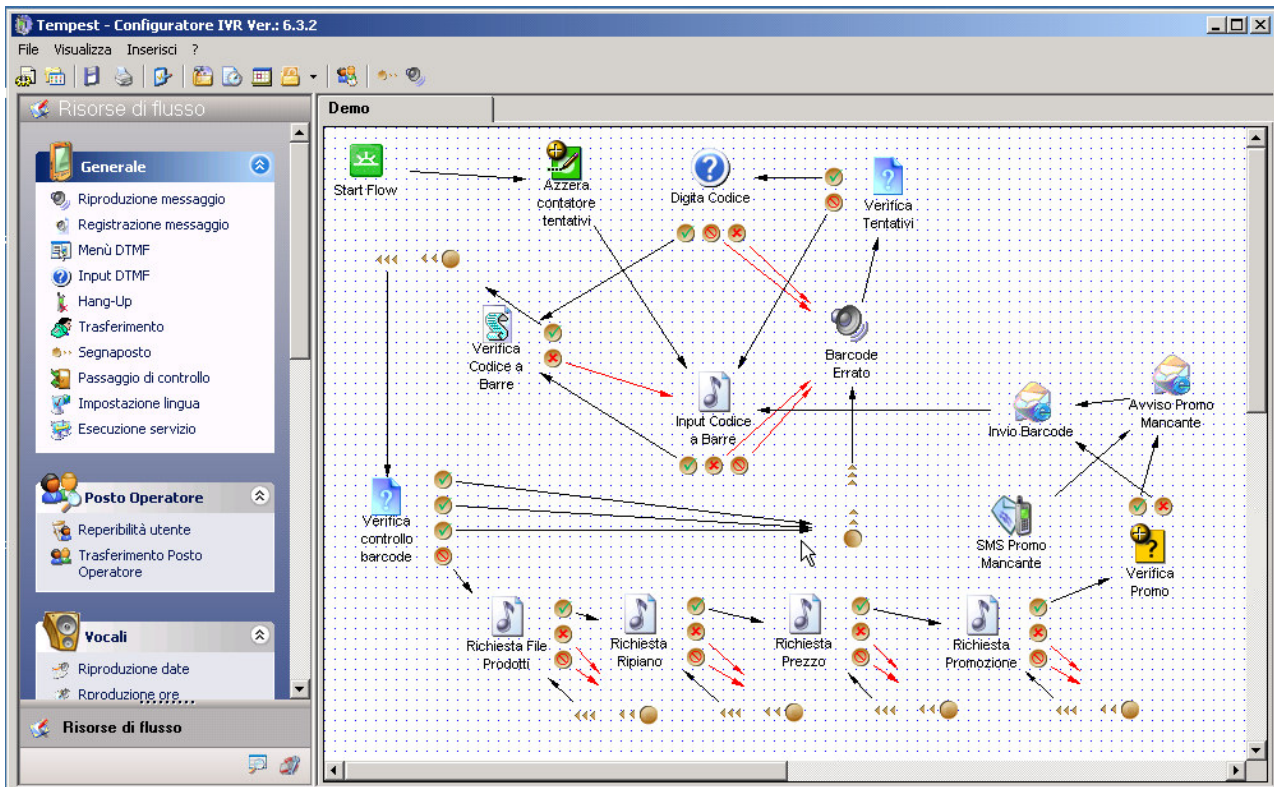 Tempest - Configuratore IVR Ver.: 6.3.2
File Visualizza Inserisci ?
Risorse di flusso
Generale
Riproduzione messaggio
Registrazione messaggio
Menù DTMF
Input DTMF
Hang-Up
Trasferimento
Segnaposto
Passaggio di controllo
Impostazione lingua
Esecuzione servizio
Posto Operatore
Reperibilità utente
Trasferimento Posto
Operatore
Vocali
Riproduzione date
Rproduzione ore
Risorse di flusso
Demo
Start Flow
Azzera
contatore
tentativi
Digita Codice
Verifica
Tentativi
Verifica
Codice a
Barre
Input Codice
a Barre
Barcode
Errato
Invio Barcode
Avviso Promo
Mancante
Verifica
controllo
barcode
SMS Promo
Mancante
Verifica
Promo
Richiesta File
Prodotti
Richiesta
Ripiano
Richiesta
Prezzo
Richiesta
Promozione